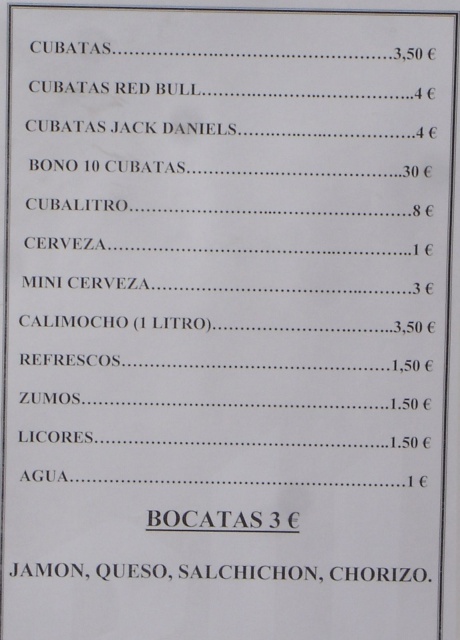 CUBATAS……………………………………………3,50 €
CUBATAS RED BULL…………………………………..4 €
CUBATAS JACK DANIELS……………………………..4 €
BONO 10 CUBATAS…………………………………..30 €
CUBALITRO……………………………………………8 €
CERVEZA………………………………………………..1 €
MINI CERVEZA…………………………………………3 €
CALIMOCHO (1 LITRO)……………………………..3,50 €
REFRESCOS…………………………………………1,50 €
ZUMOS………………………………………………..1.50 €
LICORES……………………………………………..1.50 €
AGUA……………………………………………………1 €
BOCATAS 3 €
JAMON, QUESO, SALCHICHON, CHORIZO.